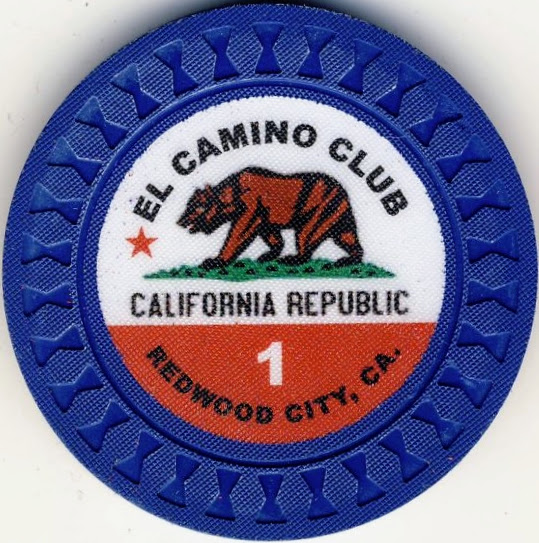 EL CAMINO CLUB
CALIFORNIA REPUBLIC
1
REDWOOD CITY, CA.